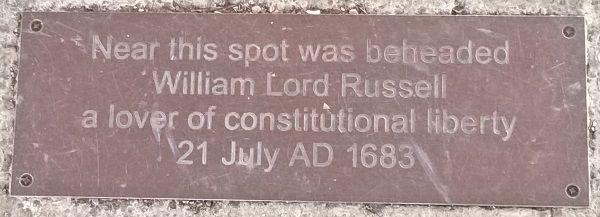 Near this spot was beheaded
William Lord Russell
a lover of constitutional liberty
21 July AD 1683